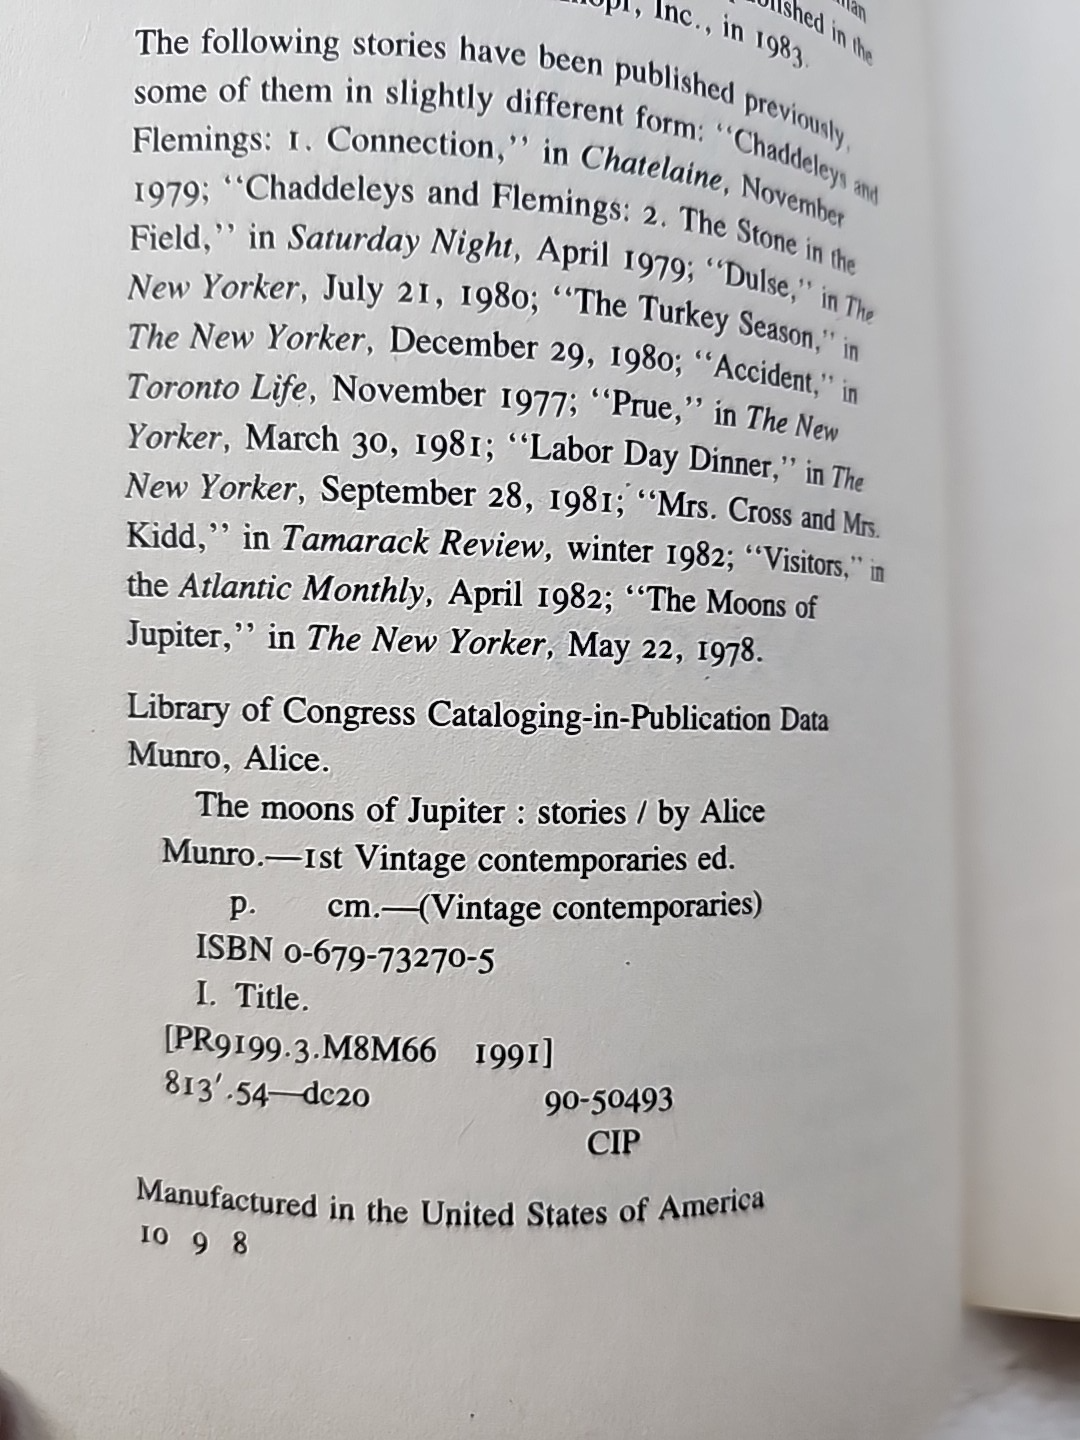 Inc., in 1983.
in the
The following stories have been published previously,
some of them in slightly different form: "Chaddeleys and
Flemings: 1. Connection," in Chatelaine, November
1979; "Chaddeleys and Flemings: 2. The Stone in the
Field," in Saturday Night, April 1979; "Dulse," in The
New Yorker, July 21, 1980; "The Turkey Season," in
The New Yorker, December 29, 1980; "Accident," in
Toronto Life, November 1977; "Prue," in The New
Yorker, March 30, 1981; "Labor Day Dinner," in The
New Yorker, September 28, 1981; "Mrs. Cross and Mrs.
Kidd," in Tamarack Review, winter 1982; "Visitors," in
the Atlantic Monthly, April 1982; "The Moons of
Jupiter," in The New Yorker, May 22, 1978.
Library of Congress Cataloging-in-Publication Data
Munro, Alice.
The moons of Jupiter : stories / by Alice
Munro.—1st Vintage contemporaries ed.
p. cm.—(Vintage contemporaries)
ISBN 0-679-73270-5
I. Title.
[PR9199.3.M8M66 1991]
813'.54—dc20 90-50493
CIP
Manufactured in the United States of America
10 9 8